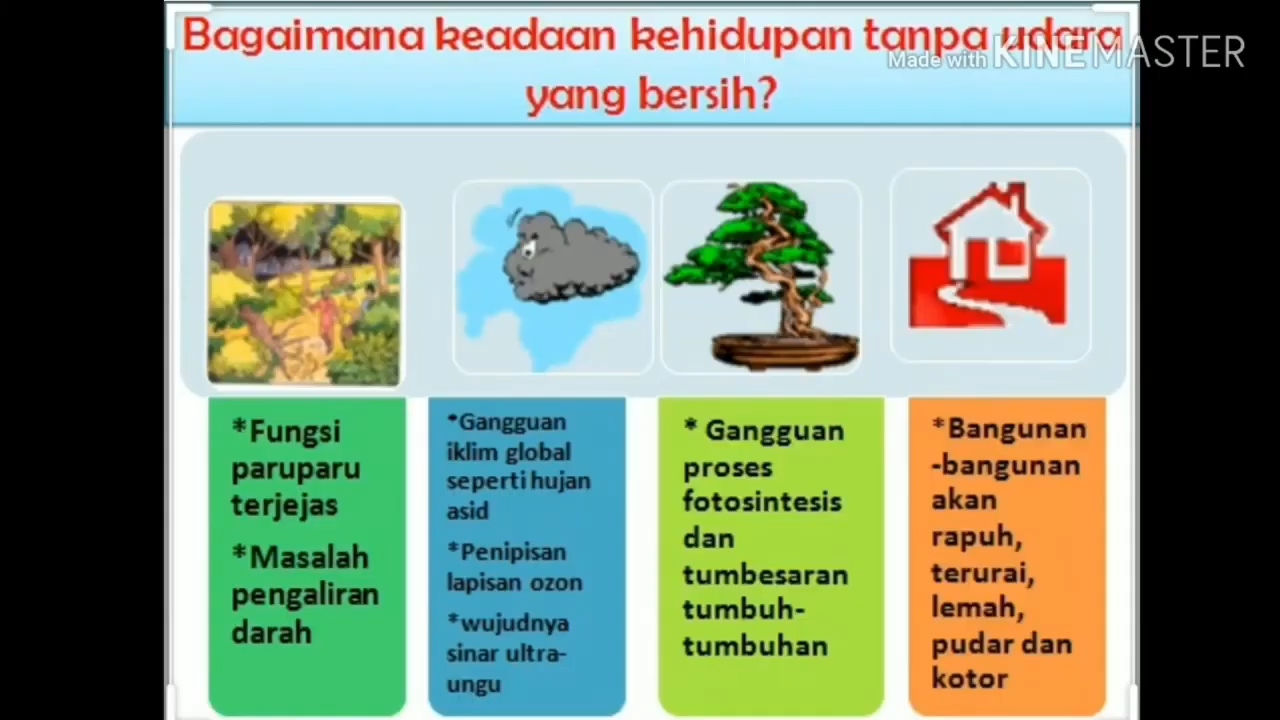 Bagaimana keadaan kehidupan tanpa udara
Made with KINEMASTER
yang bersih?
*Fungsi
paruparu
terjejas
*Masalah
pengaliran
darah
*Gangguan
iklim global
seperti hujan
asid
*Penipisan
lapisan ozon
*wujudnya
sinar ultra-
ungu
* Gangguan
proses
fotosintesis
dan
tumbesaran
tumbuh-
tumbuhan
*Bangunan
-bangunan
akan
rapuh,
terurai,
lemah,
pudar dan
kotor